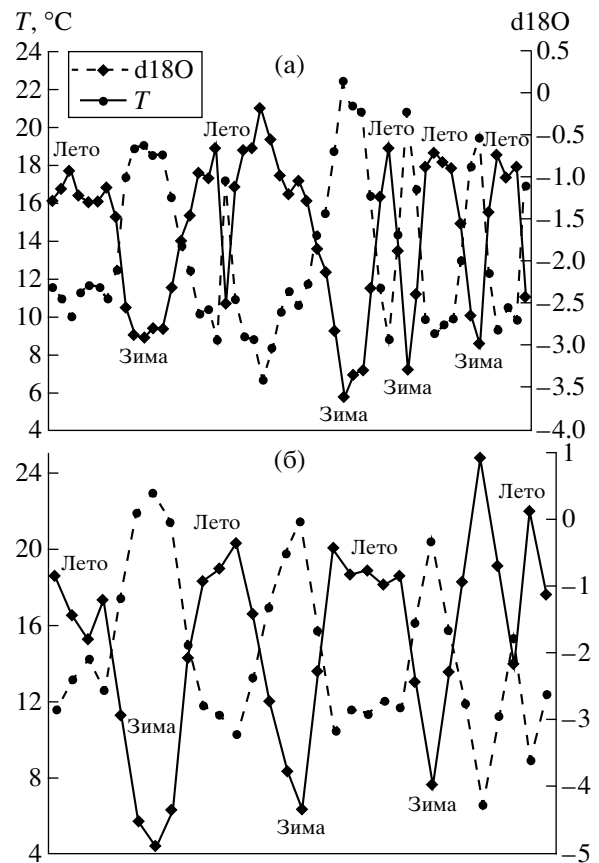 T, °C
d18O
24
22
20
18
16
14
12
10
8
6
4
0.5
0
−0.5
−1.0
−1.5
−2.0
−2.5
−3.0
−3.5
−4.0
d18O
T
(а)
Лето
Лето
Лето
Лето
Лето
Зима
Зима
Зима
Зима
(б)
24
20
16
12
8
4
1
0
−1
−2
−3
−4
−5
Лето
Лето
Лето
Лето
Зима
Зима
Зима